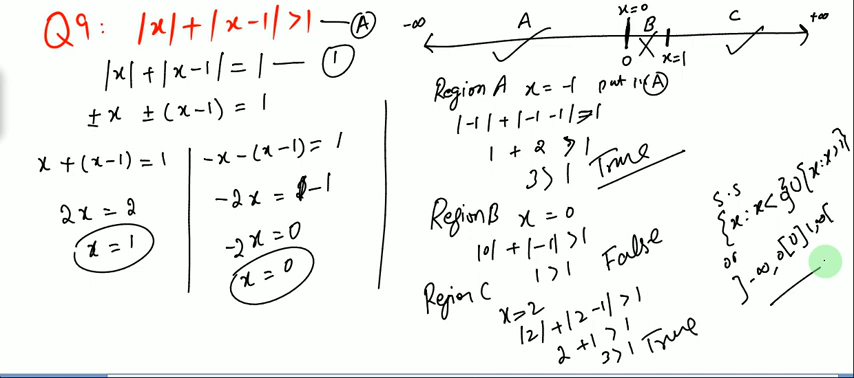 Q9: |x|+|x-1|>1 — Ⓐ
|x|+|x-1|=1 — ①
±x ±(x-1) = 1
x+(x-1)=1
2x=2
x=1
-x-(x-1)=1
-2x = 1-1
-2x=0
x=0
-∞ A x=0 B C +∞
0 x=1
Region A x=-1 put in Ⓐ
|-1|+|-1-1|>1
1+2>1
3>1 True
Region B x=0
|0|+|-1|>1
1>1 False
Region C
x=2
|2|+|2-1|>1
2+1>1
3>1 True
S.S
{x:x<}∪{x:x>1}
or
]-∞,0[∪]1,∞[